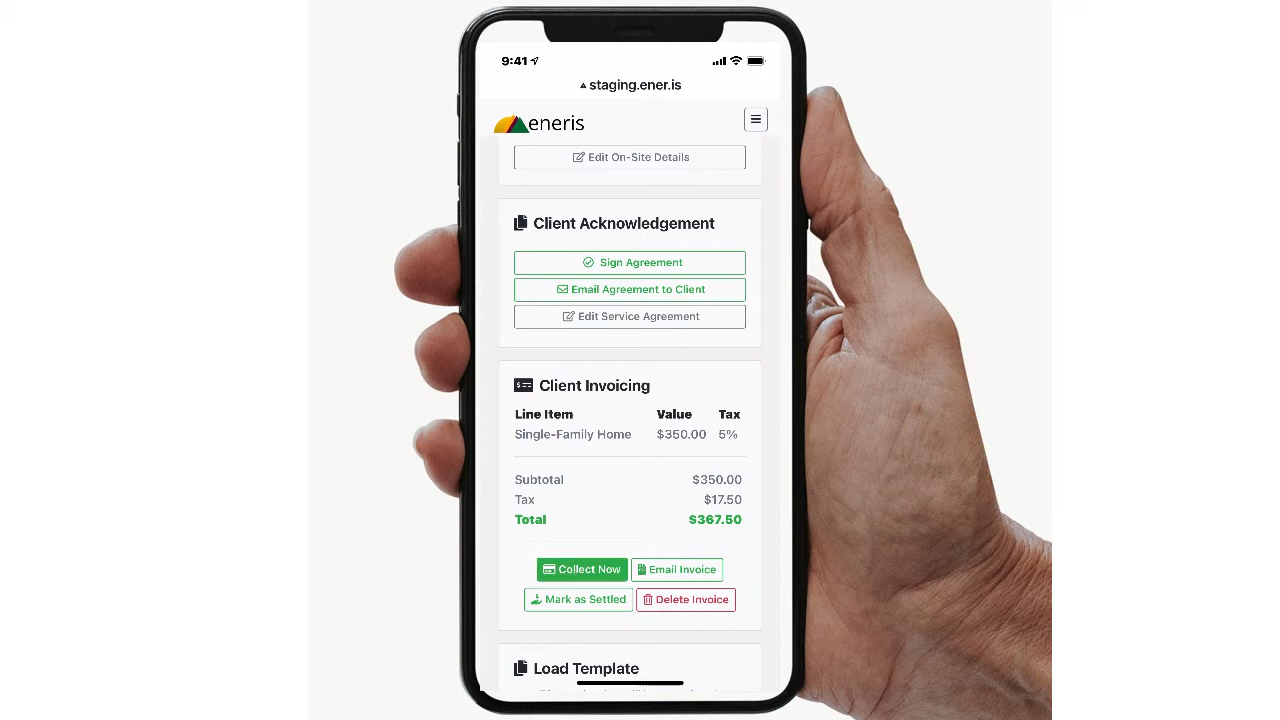 9:41
staging.ener.is
eneris
Edit On-Site Details
Client Acknowledgement
Sign Agreement
Email Agreement to Client
Edit Service Agreement
Client Invoicing
Line Item Value Tax
Single-Family Home $350.00 5%
Subtotal $350.00
Tax $17.50
Total $367.50
Collect Now Email Invoice
Mark as Settled Delete Invoice
Load Template